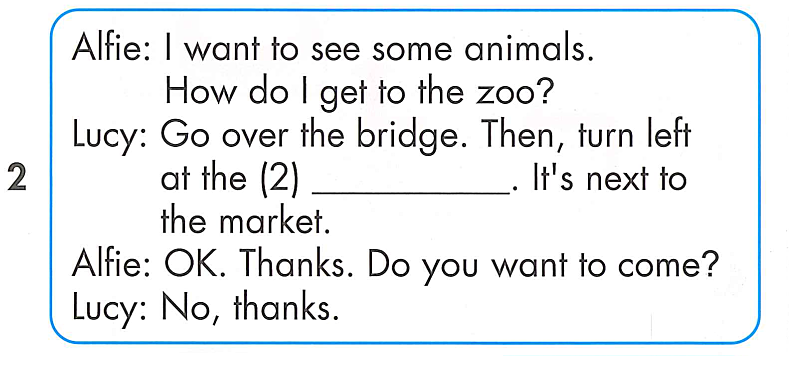 Alfie: I want to see some animals.
How do I get to the zoo?
Lucy: Go over the bridge. Then, turn left
2 at the (2) ___________. It's next to
the market.
Alfie: OK. Thanks. Do you want to come?
Lucy: No, thanks.